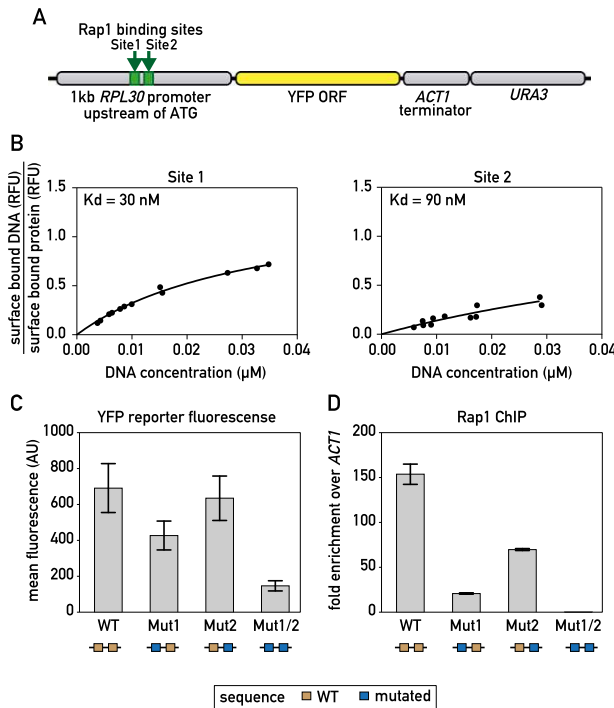 A
Rap1 binding sites
Site1 Site2
1kb RPL30 promoter
upstream of ATG
YFP ORF
ACT1
terminator
URA3
B
surface bound DNA (RFU)
surface bound protein (RFU)
Site 1
Kd = 30 nM
1.5
1.0
0.5
0
0.00 0.01 0.02 0.03 0.04
DNA concentration (µM)
Site 2
Kd = 90 nM
1.5
1.0
0.5
0
0.00 0.01 0.02 0.03 0.04
DNA concentration (µM)
C
YFP reporter fluorescense
mean fluorescence (AU)
1000
800
600
400
200
0
WT Mut1 Mut2 Mut1/2
D
Rap1 ChIP
fold enrichment over ACT1
200
150
100
50
0
WT Mut1 Mut2 Mut1/2
sequence WT mutated